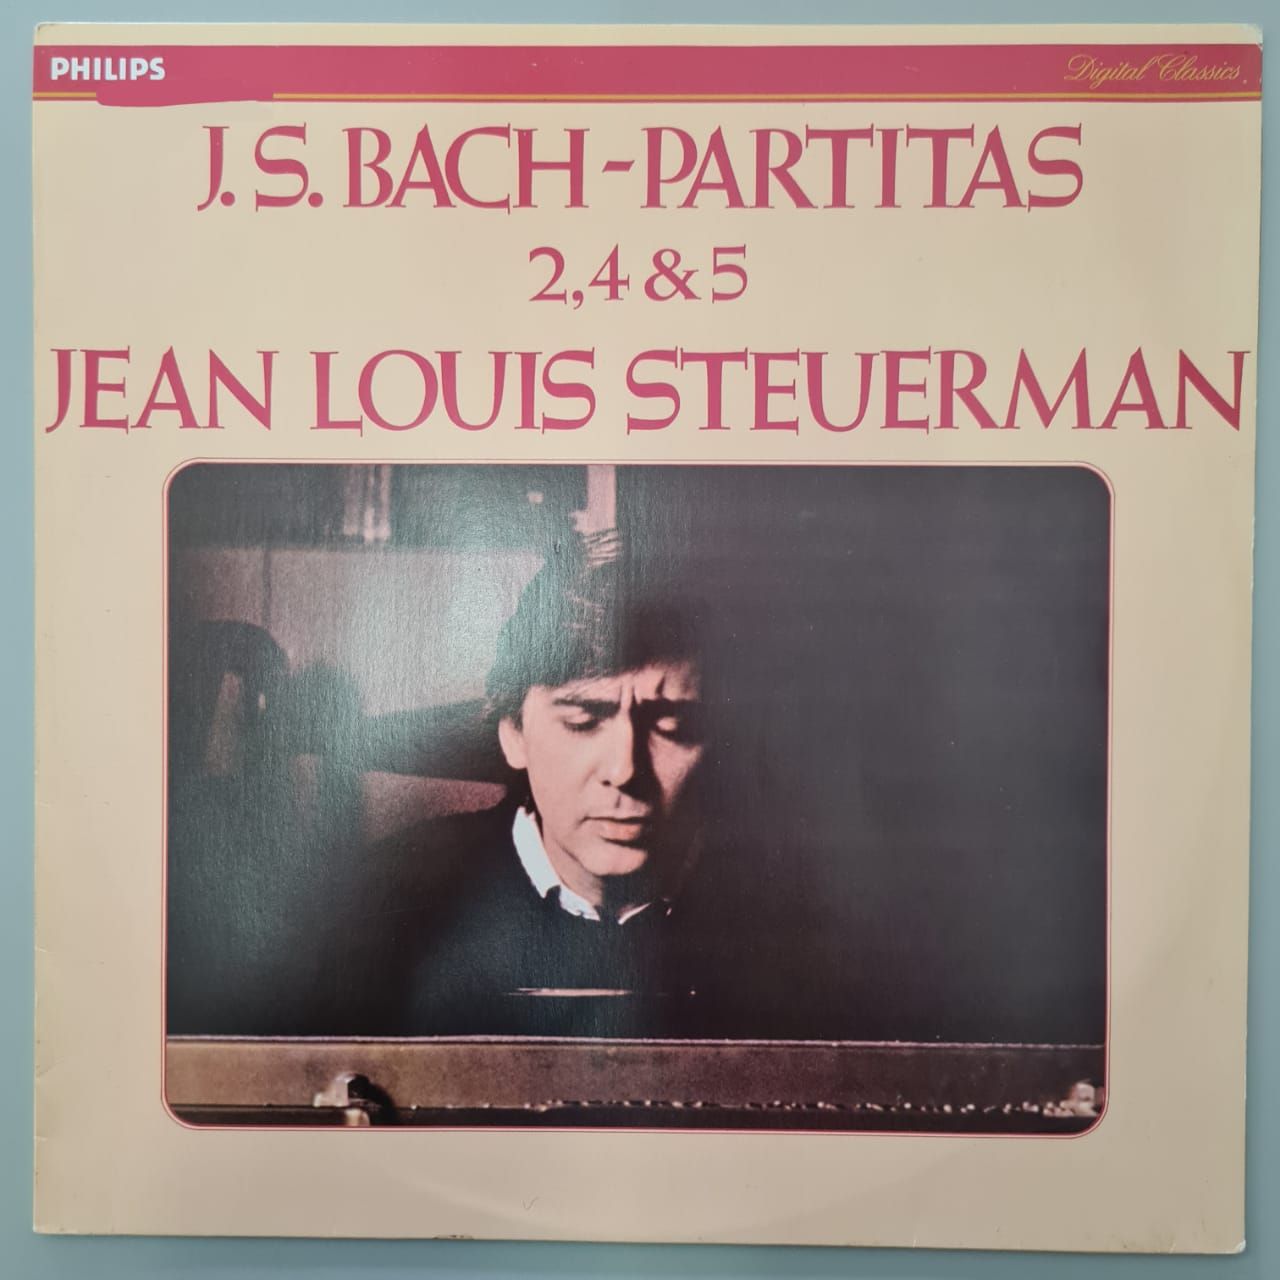 PHILIPS
Digital Classics
J. S. BACH-PARTITAS
2,4 & 5
JEAN LOUIS STEUERMAN